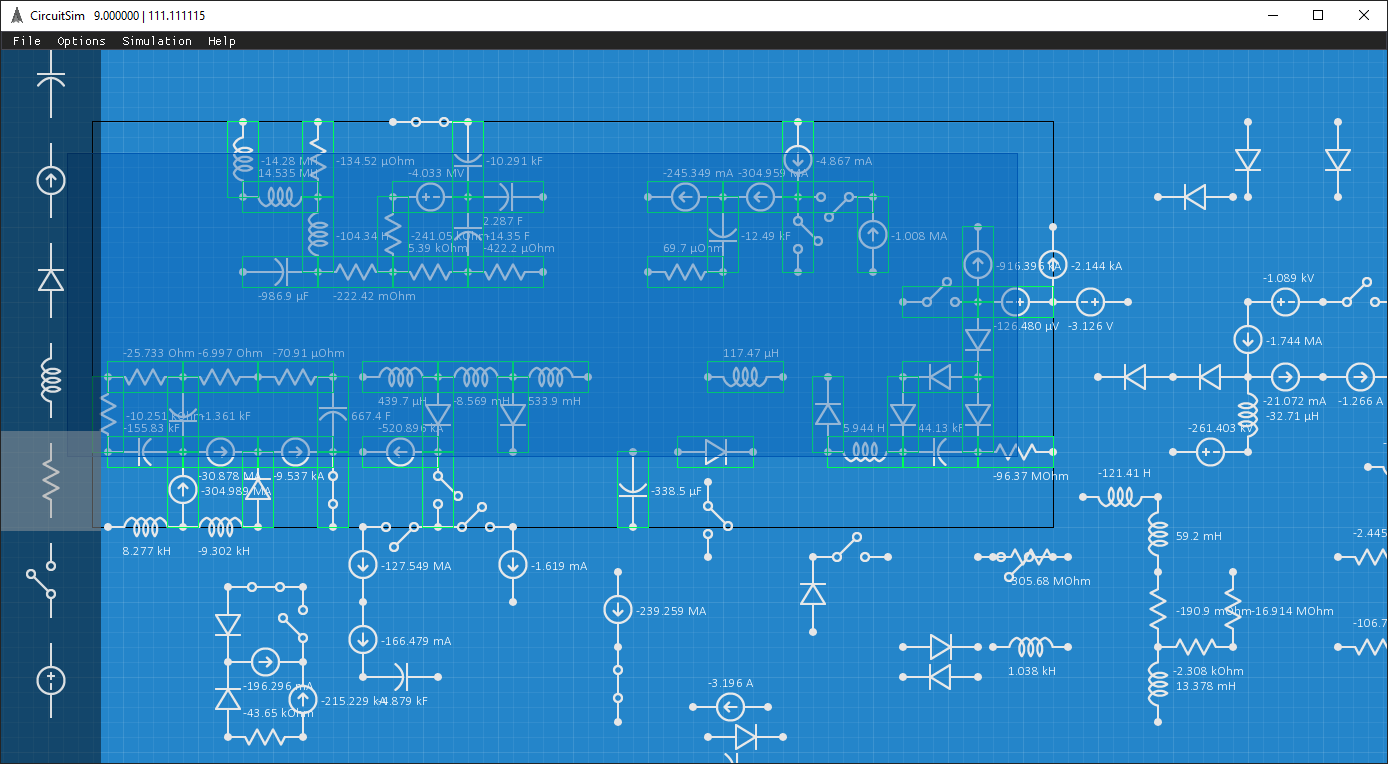 CircuitSim 9.000000 | 111.111115
File Options Simulation Help
-14.28 MH
-134.52 µOhm
-10.291 kF
-4.867 mA
14.535 MH
-4.033 MV
-245.349 mA
-304.959 MA
2.287 F
-104.34 H
-241.05 kOhm
-14.35 F
-12.49 kF
-1.008 MA
5.39 kOhm
-422.2 µOhm
69.7 µOhm
-916.395 kA
-2.144 kA
-1.089 kV
-986.9 µF
-222.42 mOhm
-126.480 µV
-3.126 V
-1.744 MA
-25.733 Ohm
-6.997 Ohm
-70.91 µOhm
117.47 µH
439.7 µH
-8.569 mH
533.9 mH
-21.072 mA
-1.266 A
-10.251 kOhm
-1.361 kF
667.4 F
-32.71 µH
-155.83 kF
-520.896 kA
5.944 H
44.13 kF
-261.403 kV
-30.878 MA
-9.537 kA
-96.37 MOhm
-121.41 H
-304.989 MA
-338.5 µF
8.277 kH
-9.302 kH
59.2 mH
-2.445
-127.549 MA
-1.619 mA
-305.68 MOhm
-239.259 MA
-190.9 mOhm
-16.914 MOhm
-106.7
-166.479 mA
1.038 kH
-2.308 kOhm
-196.296 mA
-3.196 A
13.378 mH
-215.229 kA
-4.879 kF
-43.65 kOhm